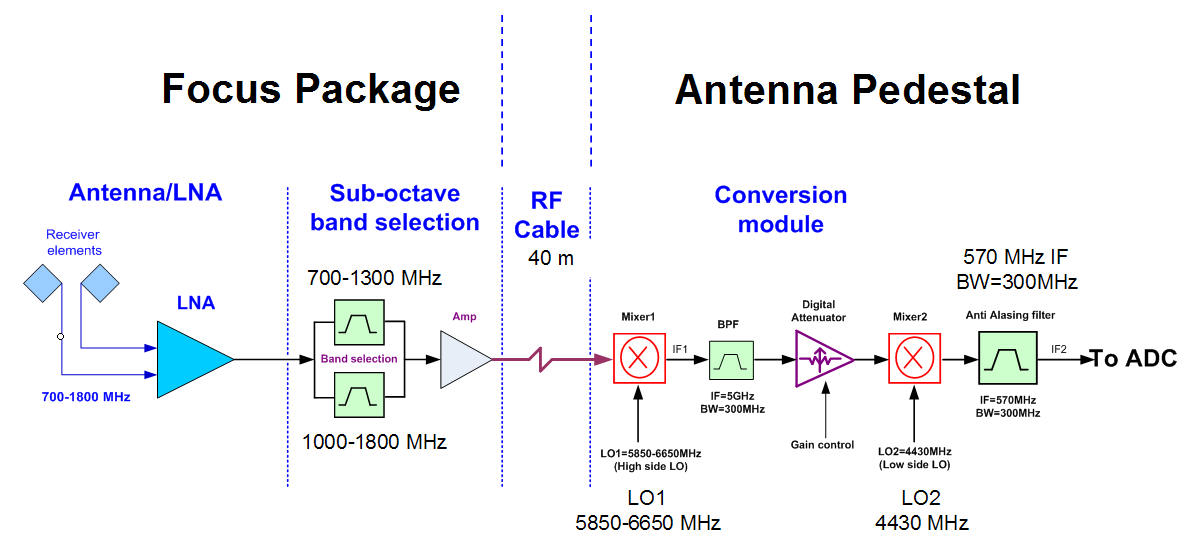 Focus Package
Antenna Pedestal
Antenna/LNA
Sub-octave
band selection
RF
Cable
40 m
Conversion
module
Receiver
elements
LNA
700-1800 MHz
700-1300 MHz
Band selection
1000-1800 MHz
Amp
Mixer1
IF1
LO1=5850-6650MHz
(High side LO)
LO1
5850-6650 MHz
BPF
IF=5GHz
BW=300MHz
Digital
Attenuator
Gain control
Mixer2
LO2=4430MHz
(Low side LO)
LO2
4430 MHz
570 MHz IF
BW=300MHz
Anti Alasing filter
IF=570MHz
BW=300MHz
IF2
To ADC